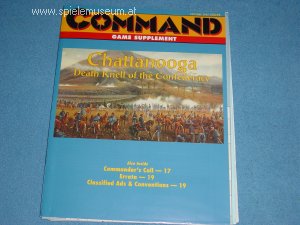 www.spielemuseum.at
COMMAND
GAME SUPPLEMENT
Chattanooga
Death Knell of the Confederacy
Also Inside
Commander's Call — 17
Errata — 19
Classified Ads & Conventions — 19